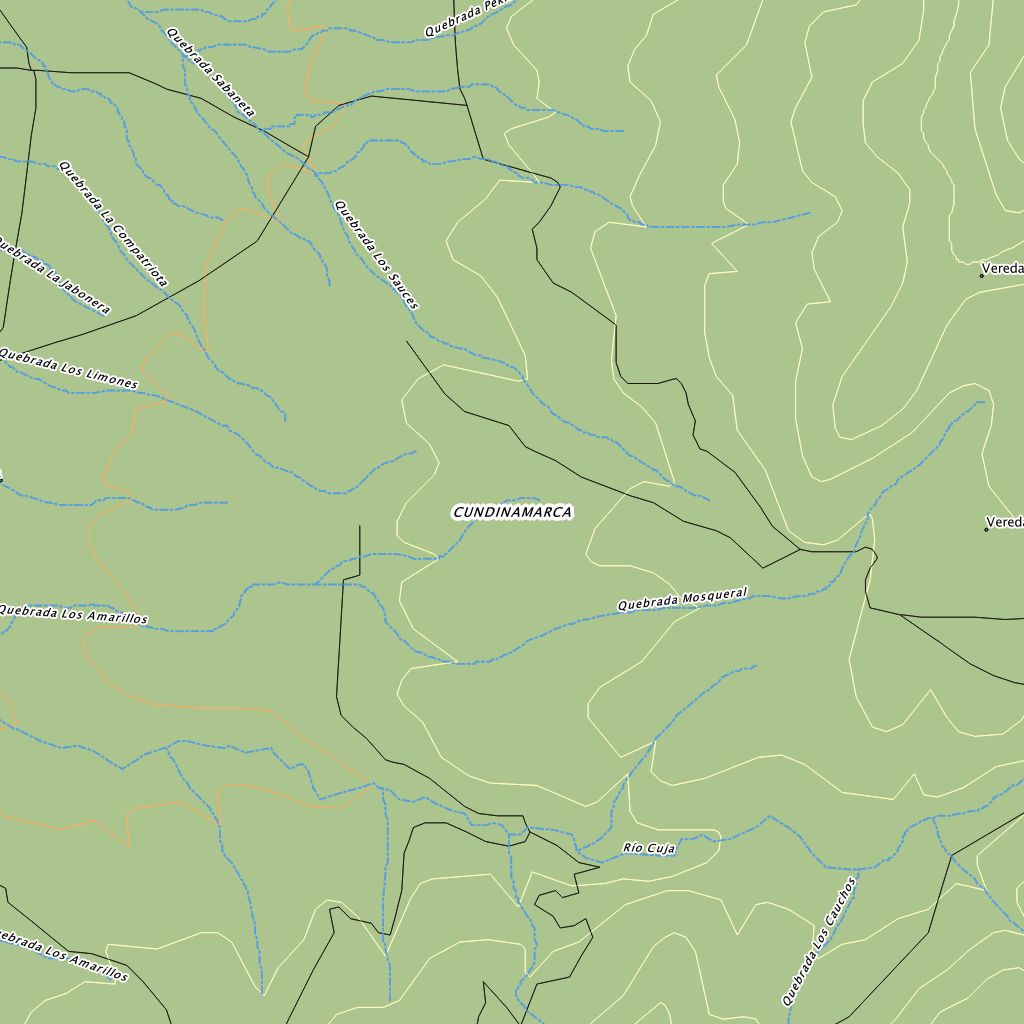 Quebrada
Quebrada Sabaneta
Quebrada La Compatriota
Quebrada Los Sauces
Quebrada La Jabonera
Vereda
Quebrada Los Limones
CUNDINAMARCA
Vereda
Quebrada Mosqueral
Quebrada Los Amarillos
Río Cuja
Quebrada Los Cauchos
Quebrada Los Amarillos